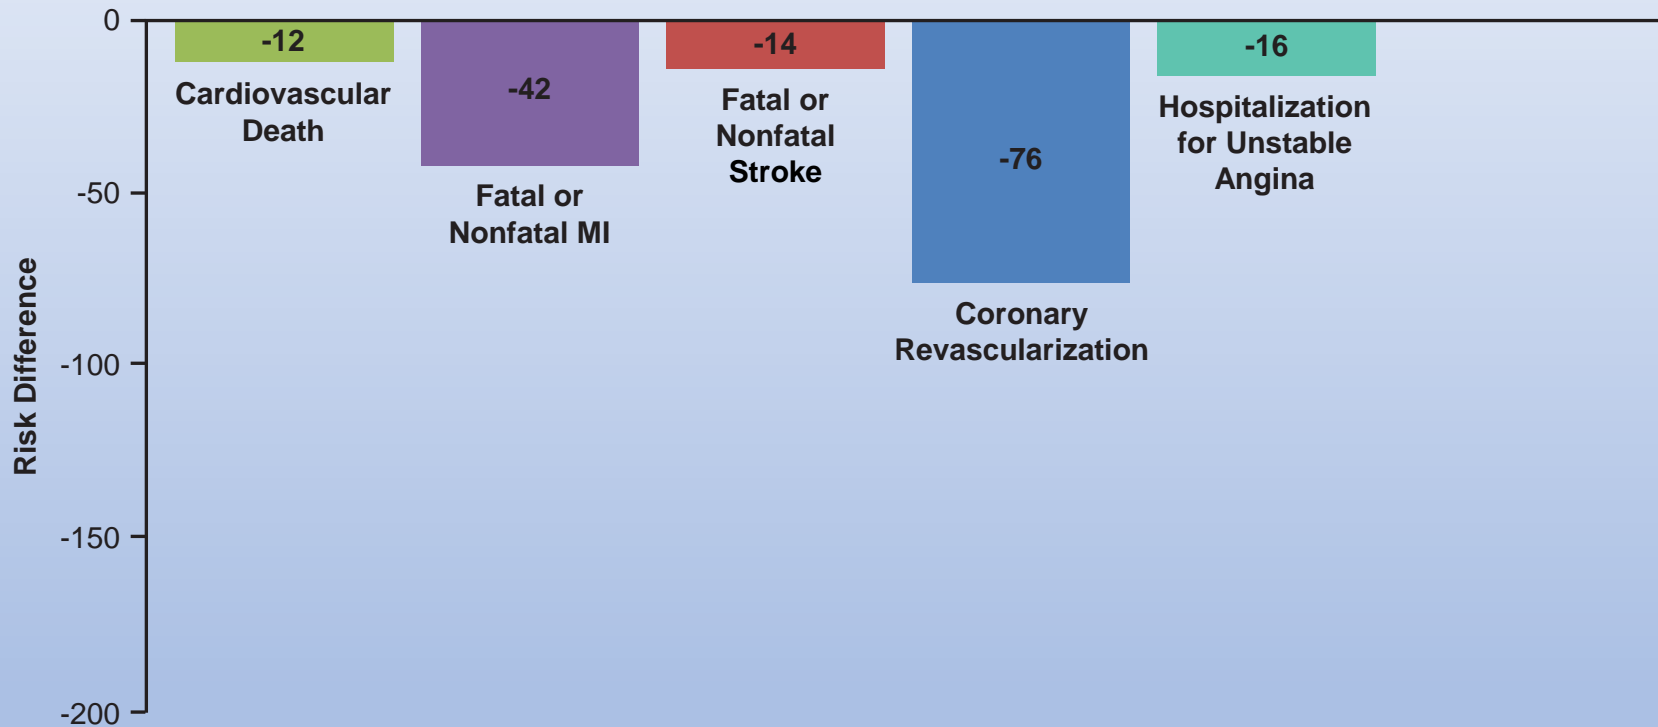 Risk Difference
0
-50
-100
-150
-200
-12
Cardiovascular
Death
-42
Fatal or
Nonfatal MI
-14
Fatal or
Nonfatal
Stroke
-76
Coronary
Revascularization
-16
Hospitalization
for Unstable
Angina